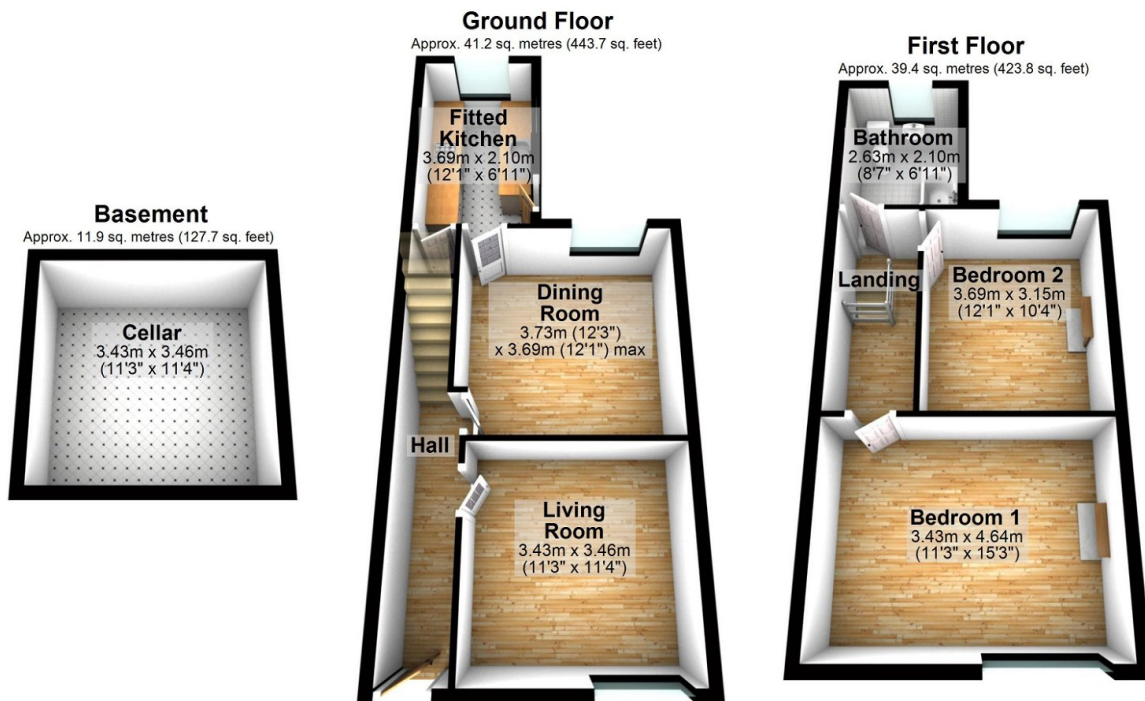 Basement
Approx. 11.9 sq. metres (127.7 sq. feet)
Cellar
3.43m x 3.46m
(11'3" x 11'4")
Ground Floor
Approx. 41.2 sq. metres (443.7 sq. feet)
Fitted
Kitchen
3.69m x 2.10m
(12'1" x 6'11")
Dining
Room
3.73m (12'3")
x 3.69m (12'1") max
Hall
Living
Room
3.43m x 3.46m
(11'3" x 11'4")
First Floor
Approx. 39.4 sq. metres (423.8 sq. feet)
Bathroom
2.63m x 2.10m
(8'7" x 6'11")
Landing
Bedroom 2
3.69m x 3.15m
(12'1" x 10'4")
Bedroom 1
3.43m x 4.64m
(11'3" x 15'3")